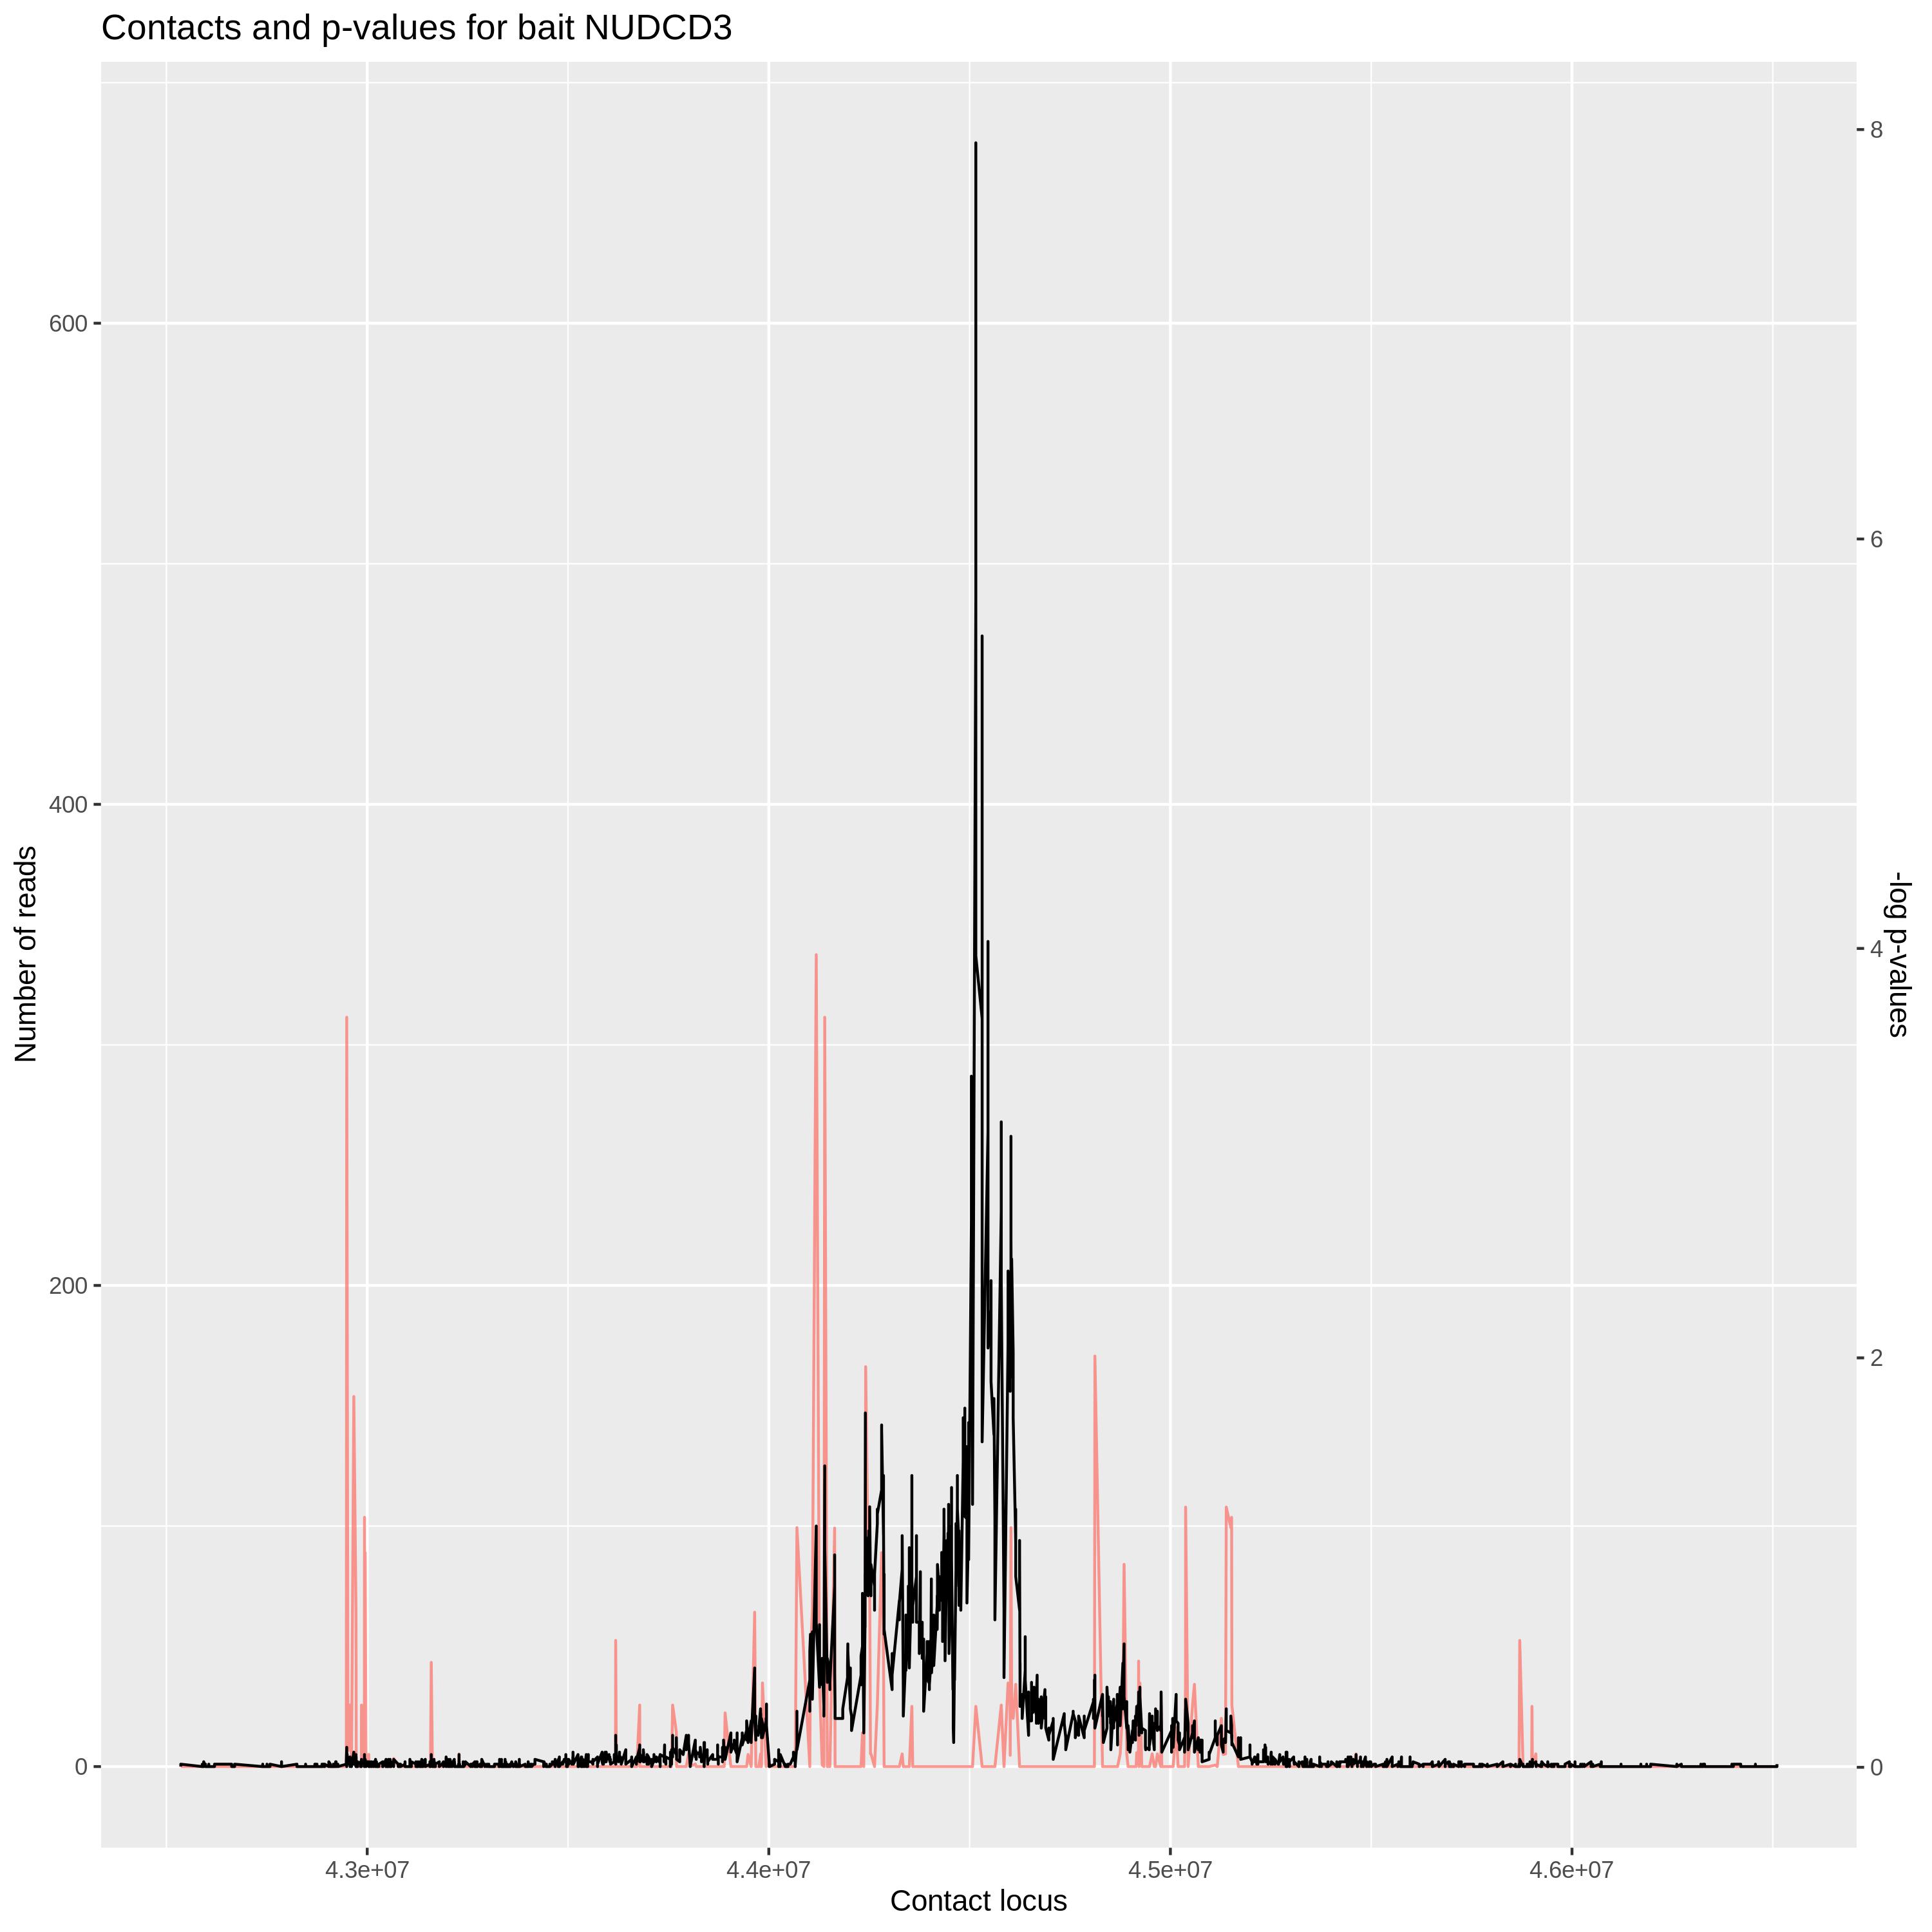 Contacts and p-values for bait NUDCD3
Number of reads
600
400
200
0
8
6
4
2
0
-log p-values
4.3e+07
4.4e+07
4.5e+07
4.6e+07
Contact locus